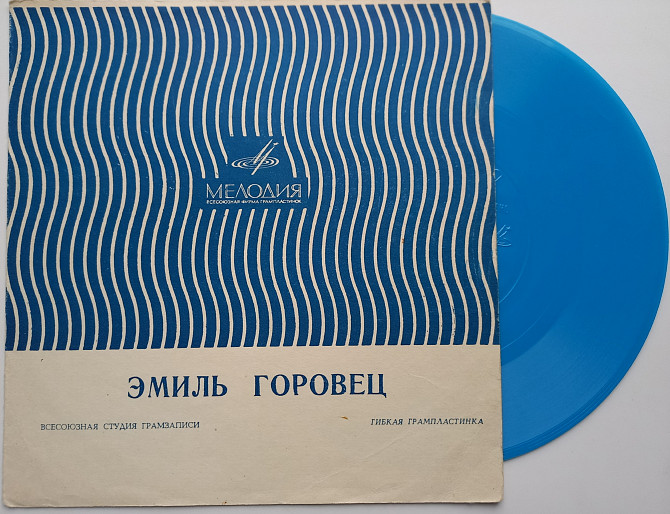 МЕЛОДИЯ
ВСЕСОЮЗНАЯ ФИРМА ГРАМПЛАСТИНОК
ЭМИЛЬ ГОРОВЕЦ
ВСЕСОЮЗНАЯ СТУДИЯ ГРАМЗАПИСИ
ГИБКАЯ ГРАМПЛАСТИНКА